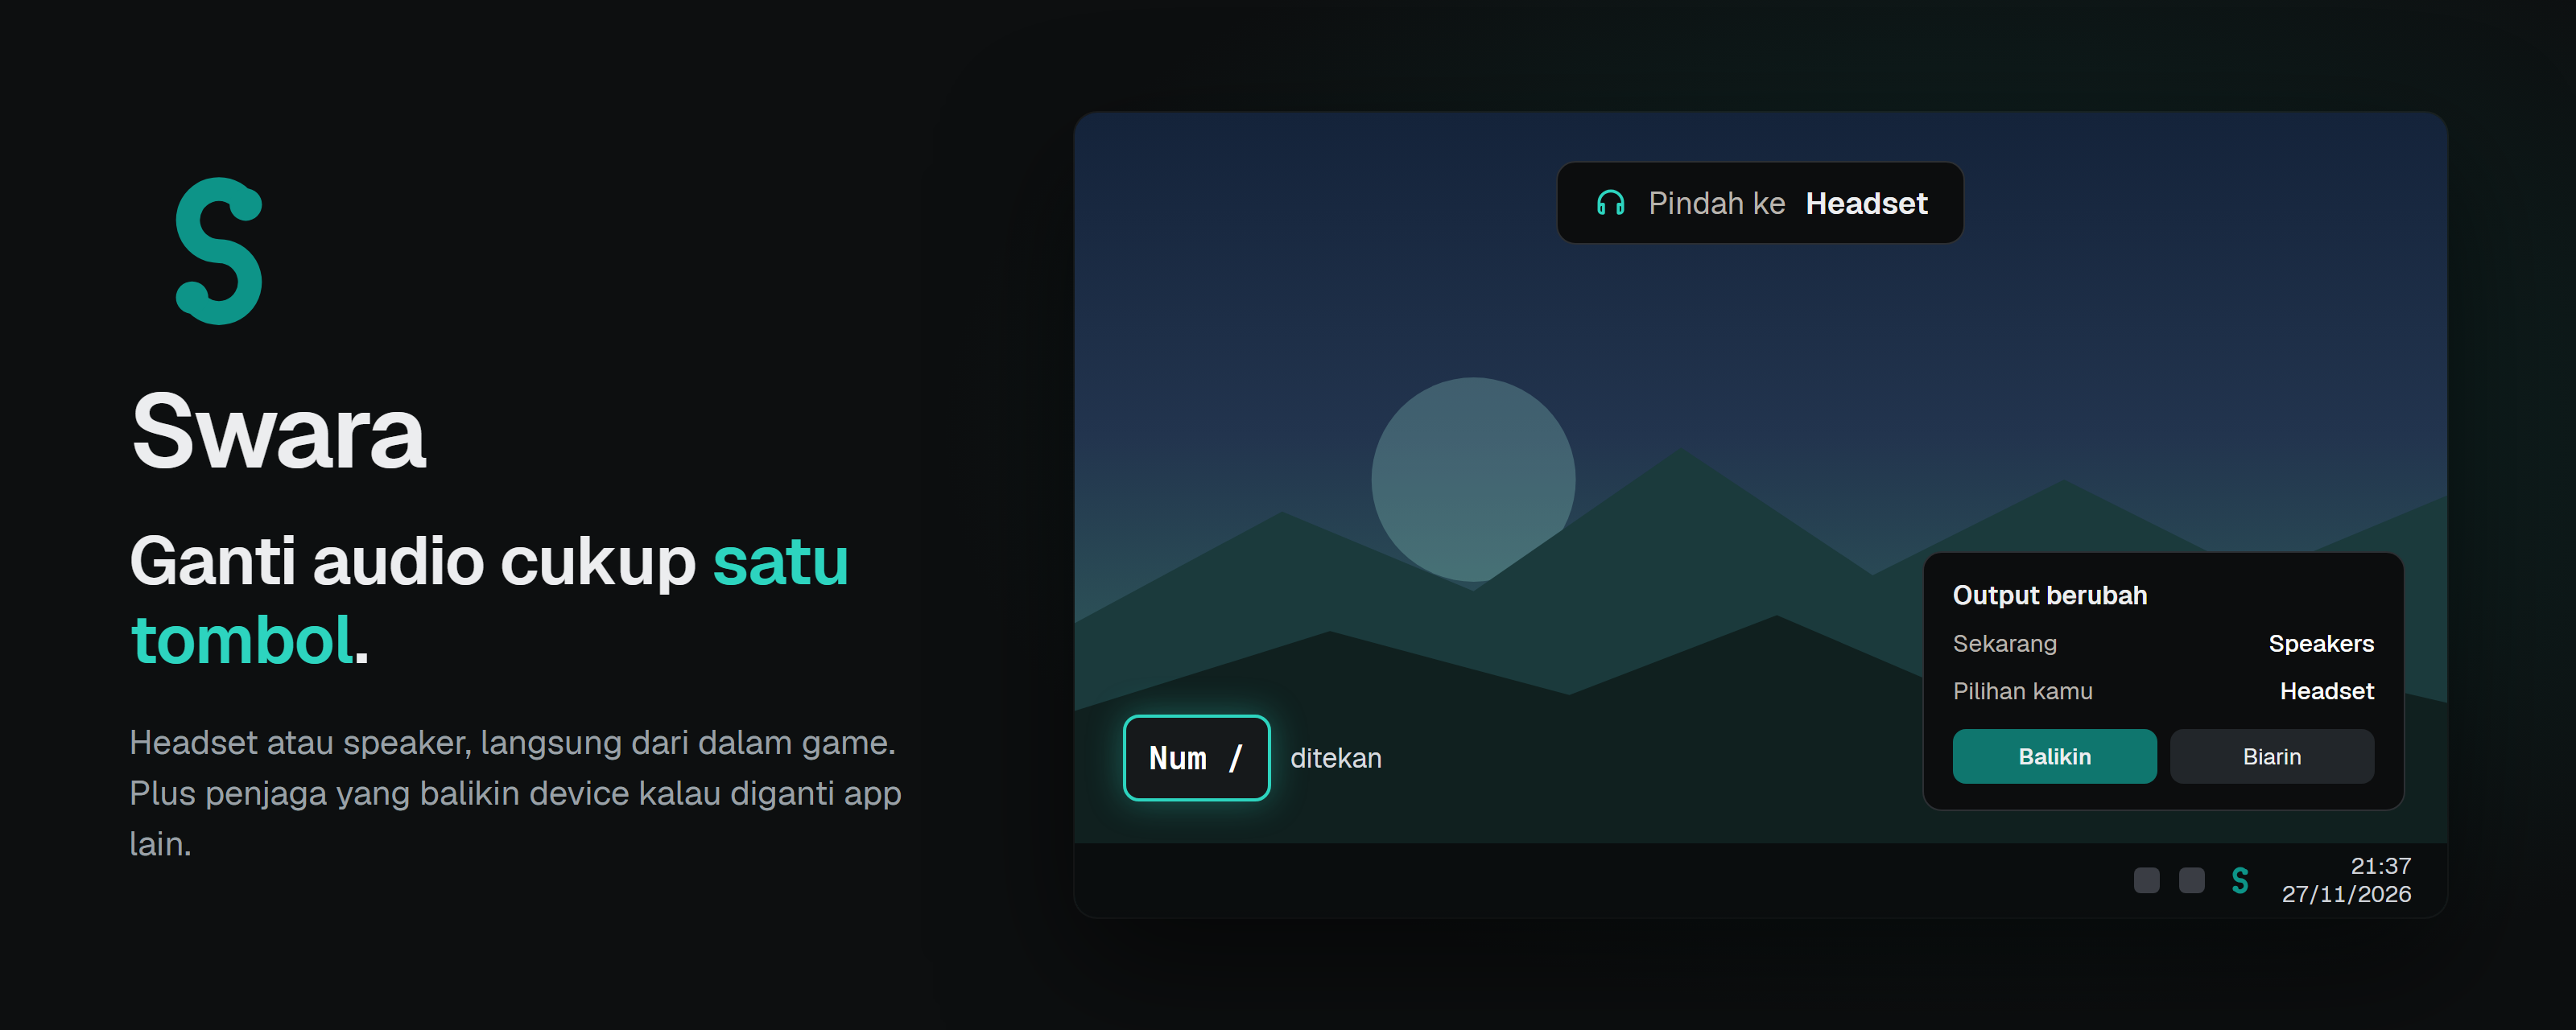 Swara
Ganti audio cukup satu
tombol.
Headset atau speaker, langsung dari dalam game.
Plus penjaga yang balikin device kalau diganti app
lain.
Pindah ke Headset
Num /
ditekan
Output berubah
Sekarang Speakers
Pilihan kamu Headset
Balikin Biarin
21:37
27/11/2026